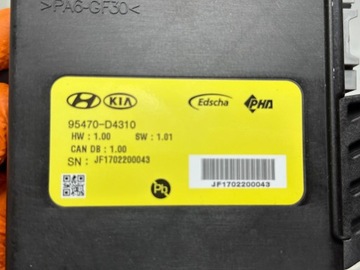 >PA6-GF30<
HYUNDAI KIA Edscha PHA
95470-D4310
HW : 1.00 SW : 1.01
CAN DB : 1.00
SN : JF1702200043
Pb
JF1702200043